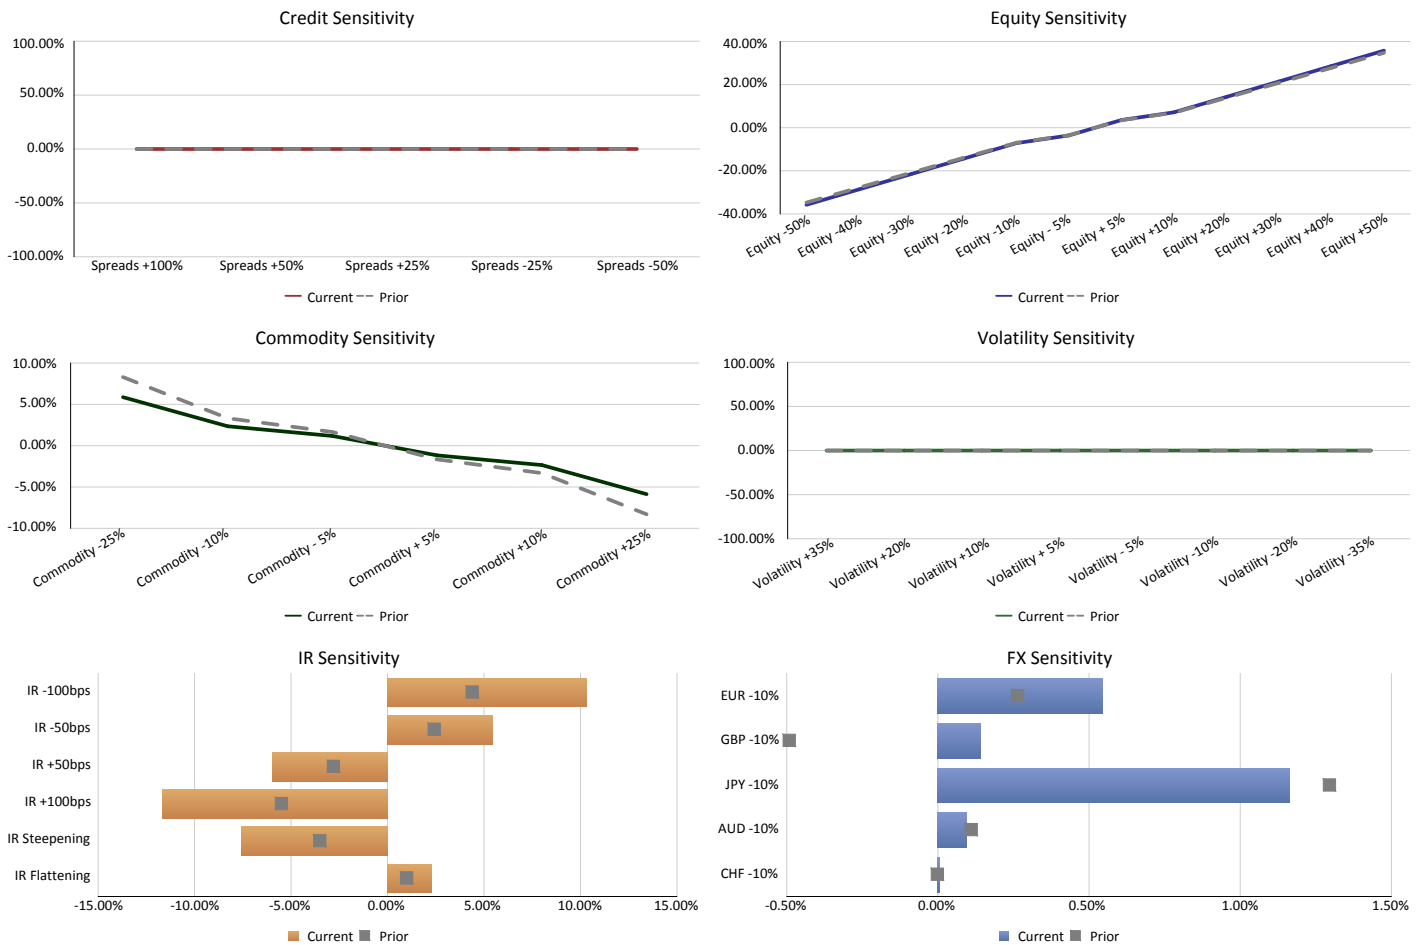 Credit Sensitivity
100.00%
50.00%
0.00%
-50.00%
-100.00%
Spreads +100% Spreads +50% Spreads +25% Spreads -25% Spreads -50%
Current Prior
Equity Sensitivity
40.00%
20.00%
0.00%
-20.00%
-40.00%
Equity -50% Equity -40% Equity -30% Equity -20% Equity -10% Equity - 5% Equity + 5% Equity +10% Equity +20% Equity +30% Equity +40% Equity +50%
Current Prior
Commodity Sensitivity
10.00%
5.00%
0.00%
-5.00%
-10.00%
Commodity -25% Commodity -10% Commodity - 5% Commodity + 5% Commodity +10% Commodity +25%
Current Prior
Volatility Sensitivity
100.00%
50.00%
0.00%
-50.00%
-100.00%
Volatility +35% Volatility +20% Volatility +10% Volatility + 5% Volatility - 5% Volatility -10% Volatility -20% Volatility -35%
Current Prior
IR Sensitivity
IR -100bps
IR -50bps
IR +50bps
IR +100bps
IR Steepening
IR Flattening
-15.00% -10.00% -5.00% 0.00% 5.00% 10.00% 15.00%
Current Prior
FX Sensitivity
EUR -10%
GBP -10%
JPY -10%
AUD -10%
CHF -10%
-0.50% 0.00% 0.50% 1.00% 1.50%
Current Prior